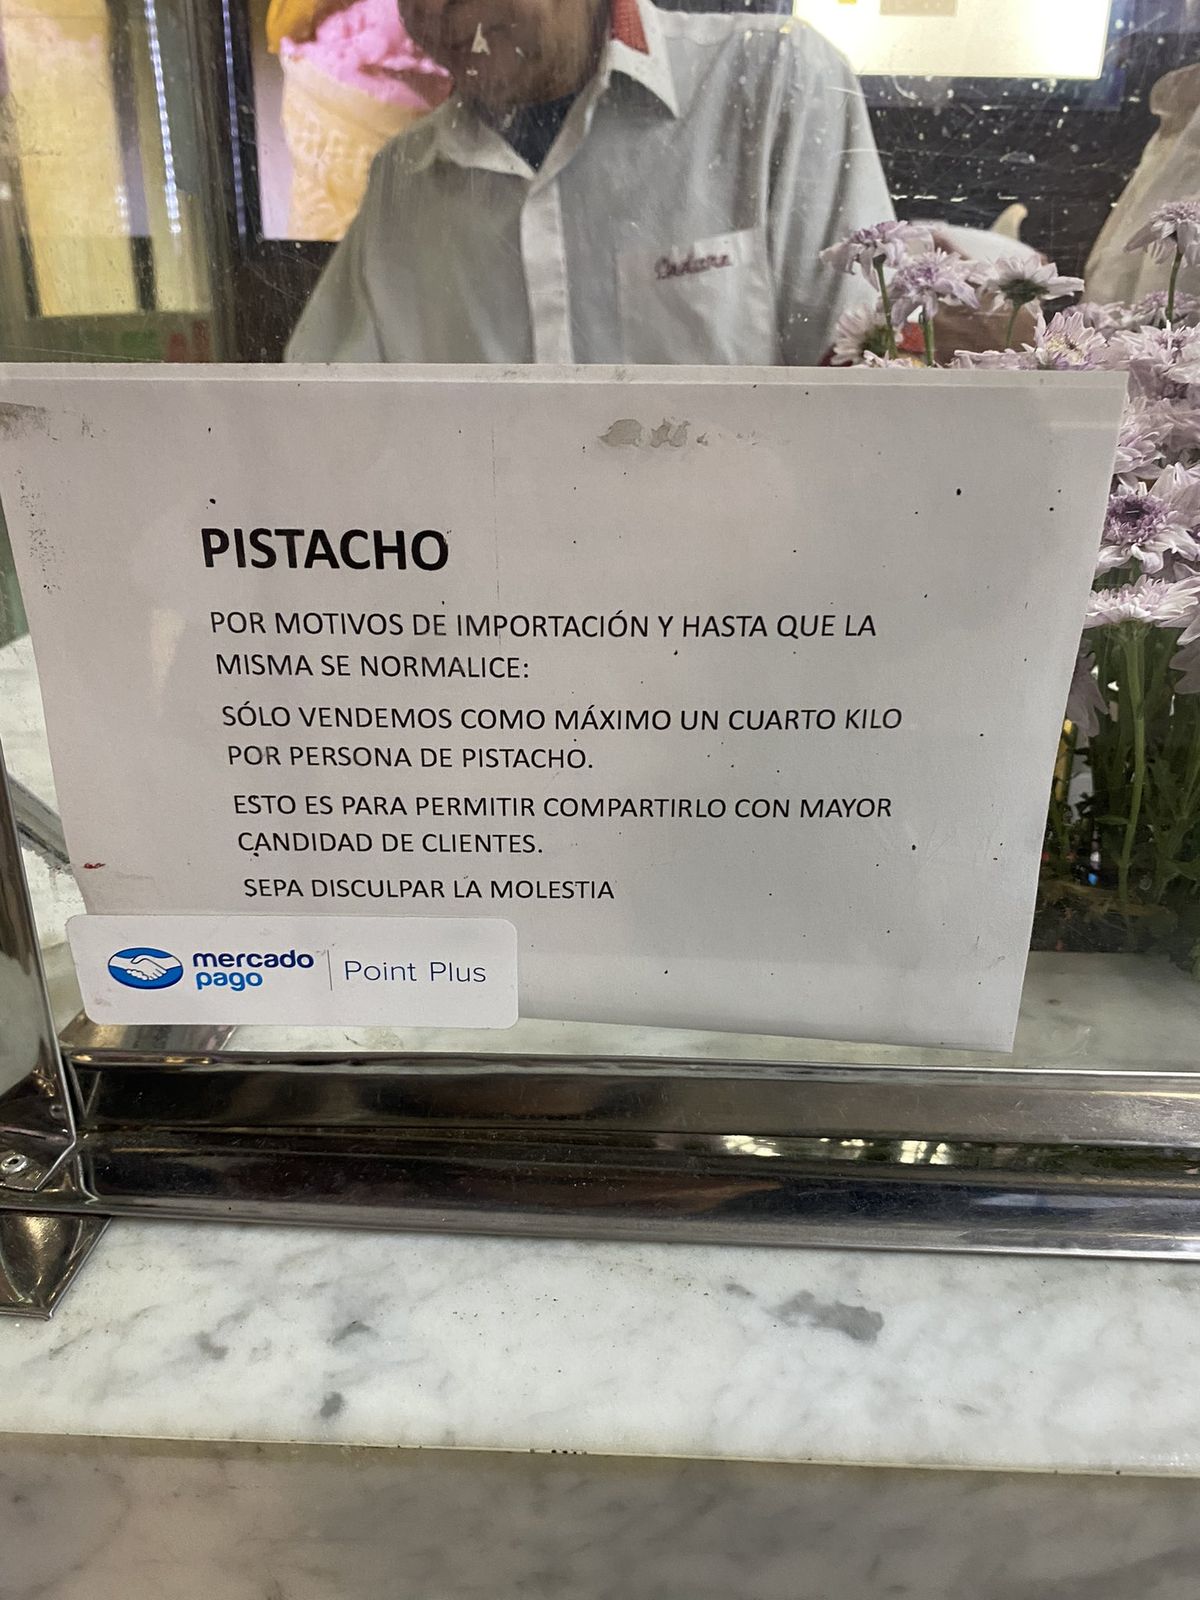 Cadore
PISTACHO
POR MOTIVOS DE IMPORTACIÓN Y HASTA QUE LA
MISMA SE NORMALICE:
SÓLO VENDEMOS COMO MÁXIMO UN CUARTO KILO
POR PERSONA DE PISTACHO.
ESTO ES PARA PERMITIR COMPARTIRLO CON MAYOR
CANDIDAD DE CLIENTES.
SEPA DISCULPAR LA MOLESTIA
mercado
pago
Point Plus